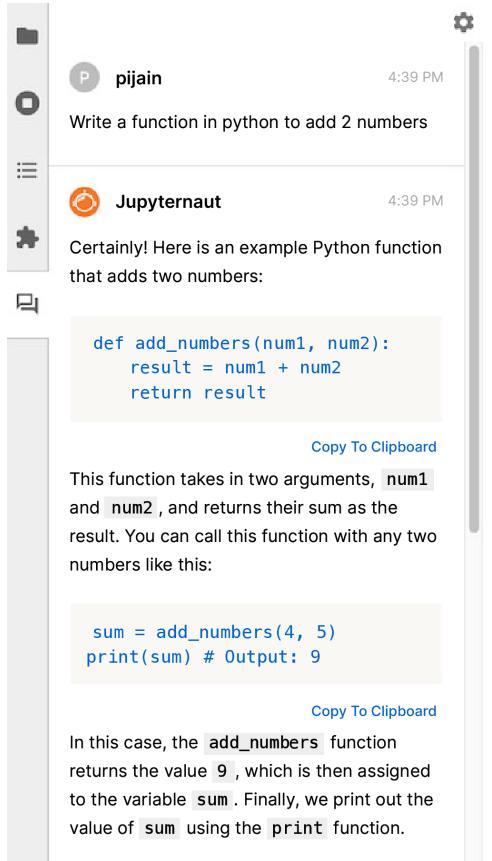 P pijain 4:39 PM
Write a function in python to add 2 numbers
Jupyternaut 4:39 PM
Certainly! Here is an example Python function
that adds two numbers:
def add_numbers(num1, num2):
    result = num1 + num2
    return result
Copy To Clipboard
This function takes in two arguments, num1
and num2 , and returns their sum as the
result. You can call this function with any two
numbers like this:
sum = add_numbers(4, 5)
print(sum) # Output: 9
Copy To Clipboard
In this case, the add_numbers function
returns the value 9 , which is then assigned
to the variable sum . Finally, we print out the
value of sum using the print function.